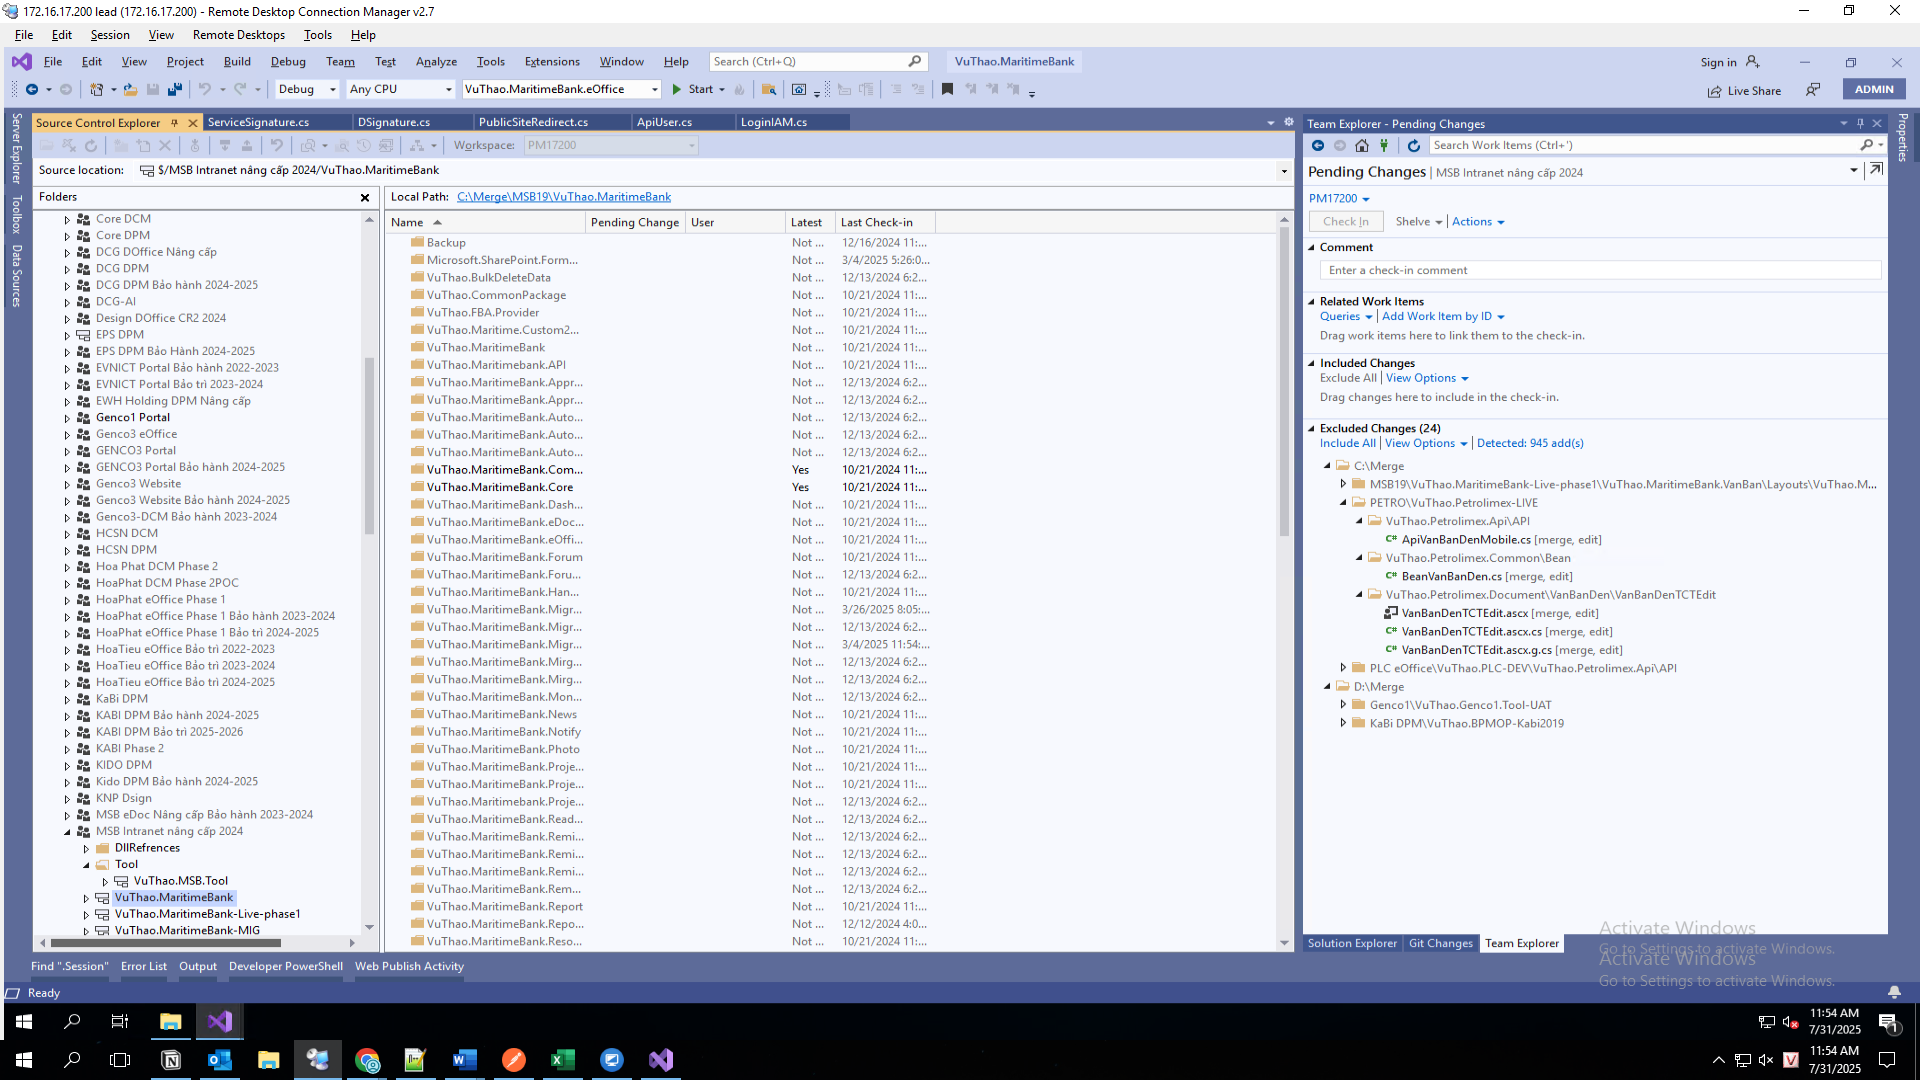 172.16.17.200 lead (172.16.17.200) - Remote Desktop Connection Manager v2.7
File Edit Session View Remote Desktops Tools Help
File Edit View Project Build Debug Team Test Analyze Tools Extensions Window Help Search (Ctrl+Q) VuThao.MaritimeBank Sign in
Debug Any CPU VuThao.MaritimeBank.eOffice Start Live Share ADMIN
Source Control Explorer ServiceSignature.cs DSignature.cs PublicSiteRedirect.cs ApiUser.cs LoginIAM.cs
Workspace: PM17200
Source location: $/MSB Intranet nâng cấp 2024/VuThao.MaritimeBank
Server Explorer
Toolbox
Data Sources
Folders
Core DCM
Core DPM
DCG DOffice Nâng cấp
DCG DPM
DCG DPM Bảo hành 2024-2025
DCG-AI
Design DOffice CR2 2024
EPS DPM
EPS DPM Bảo Hành 2024-2025
EVNICT Portal Bảo hành 2022-2023
EVNICT Portal Bảo trì 2023-2024
EWH Holding DPM Nâng cấp
Genco1 Portal
Genco3 eOffice
GENCO3 Portal
GENCO3 Portal Bảo hành 2024-2025
Genco3 Website
Genco3 Website Bảo hành 2024-2025
Genco3-DCM Bảo hành 2023-2024
HCSN DCM
HCSN DPM
Hoa Phat DCM Phase 2
HoaPhat DCM Phase 2POC
HoaPhat eOffice Phase 1
HoaPhat eOffice Phase 1 Bảo hành 2023-2024
HoaPhat eOffice Phase 1 Bảo trì 2024-2025
HoaTieu eOffice Bảo trì 2022-2023
HoaTieu eOffice Bảo trì 2023-2024
HoaTieu eOffice Bảo trì 2024-2025
KaBi DPM
KABI DPM Bảo hành 2024-2025
KABI DPM Bảo trì 2025-2026
KABI Phase 2
KIDO DPM
Kido DPM Bảo hành 2024-2025
KNP Dsign
MSB eDoc Nâng cấp Bảo hành 2023-2024
MSB Intranet nâng cấp 2024
DllRefrences
Tool
VuThao.MSB.Tool
VuThao.MaritimeBank
VuThao.MaritimeBank-Live-phase1
VuThao.MaritimeBank-MIG
Local Path: C:\Merge\MSB19\VuThao.MaritimeBank
Name Pending Change User Latest Last Check-in
Backup Not ... 12/16/2024 11:...
Microsoft.SharePoint.Form... Not ... 3/4/2025 5:26:0...
VuThao.BulkDeleteData Not ... 12/13/2024 6:2...
VuThao.CommonPackage Not ... 10/21/2024 11:...
VuThao.FBA.Provider Not ... 10/21/2024 11:...
VuThao.Maritime.Custom2... Not ... 10/21/2024 11:...
VuThao.MaritimeBank Not ... 10/21/2024 11:...
VuThao.Maritimebank.API Not ... 10/21/2024 11:...
VuThao.MaritimeBank.Appr... Not ... 12/13/2024 6:2...
VuThao.MaritimeBank.Appr... Not ... 12/13/2024 6:2...
VuThao.MaritimeBank.Auto... Not ... 12/13/2024 6:2...
VuThao.MaritimeBank.Auto... Not ... 12/13/2024 6:2...
VuThao.MaritimeBank.Auto... Not ... 12/13/2024 6:2...
VuThao.MaritimeBank.Com... Yes 10/21/2024 11:...
VuThao.MaritimeBank.Core Yes 10/21/2024 11:...
VuThao.MaritimeBank.Dash... Not ... 10/21/2024 11:...
VuThao.MaritimeBank.eDoc... Not ... 10/21/2024 11:...
VuThao.MaritimeBank.eOffi... Not ... 10/21/2024 11:...
VuThao.MaritimeBank.Forum Not ... 10/21/2024 11:...
VuThao.MaritimeBank.Foru... Not ... 12/13/2024 6:2...
VuThao.MaritimeBank.Han... Not ... 10/21/2024 11:...
VuThao.MaritimeBank.Migr... Not ... 3/26/2025 8:05:...
VuThao.MaritimeBank.Migr... Not ... 12/13/2024 6:2...
VuThao.MaritimeBank.Migr... Not ... 3/4/2025 11:54:...
VuThao.MaritimeBank.Mirg... Not ... 12/13/2024 6:2...
VuThao.MaritimeBank.Mirg... Not ... 12/13/2024 6:2...
VuThao.MaritimeBank.Mon... Not ... 12/13/2024 6:2...
VuThao.MaritimeBank.News Not ... 10/21/2024 11:...
VuThao.MaritimeBank.Notify Not ... 10/21/2024 11:...
VuThao.MaritimeBank.Photo Not ... 10/21/2024 11:...
VuThao.MaritimeBank.Proje... Not ... 10/21/2024 11:...
VuThao.MaritimeBank.Proje... Not ... 10/21/2024 11:...
VuThao.MaritimeBank.Proje... Not ... 12/13/2024 6:2...
VuThao.MaritimeBank.Read... Not ... 12/13/2024 6:2...
VuThao.MaritimeBank.Remi... Not ... 12/13/2024 6:2...
VuThao.MaritimeBank.Remi... Not ... 12/13/2024 6:2...
VuThao.MaritimeBank.Remi... Not ... 12/13/2024 6:2...
VuThao.MaritimeBank.Rem... Not ... 12/13/2024 6:2...
VuThao.MaritimeBank.Report Not ... 10/21/2024 11:...
VuThao.MaritimeBank.Repo... Not ... 12/12/2024 4:0...
VuThao.MaritimeBank.Reso... Not ... 10/21/2024 11:...
Team Explorer - Pending Changes
Search Work Items (Ctrl+')
Pending Changes | MSB Intranet nâng cấp 2024
PM17200
Check In Shelve Actions
Comment
Enter a check-in comment
Related Work Items
Queries Add Work Item by ID
Drag work items here to link them to the check-in.
Included Changes
Exclude All View Options
Drag changes here to include in the check-in.
Excluded Changes (24)
Include All View Options Detected: 945 add(s)
C:\Merge
MSB19\VuThao.MaritimeBank-Live-phase1\VuThao.MaritimeBank.VanBan\Layouts\VuThao.M...
PETRO\VuThao.Petrolimex-LIVE
VuThao.Petrolimex.Api\API
ApiVanBanDenMobile.cs [merge, edit]
VuThao.Petrolimex.Common\Bean
BeanVanBanDen.cs [merge, edit]
VuThao.Petrolimex.Document\VanBanDen\VanBanDenTCTEdit
VanBanDenTCTEdit.ascx [merge, edit]
VanBanDenTCTEdit.ascx.cs [merge, edit]
VanBanDenTCTEdit.ascx.g.cs [merge, edit]
PLC eOffice\VuThao.PLC-DEV\VuThao.Petrolimex.Api\API
D:\Merge
Genco1\VuThao.Genco1.Tool-UAT
KaBi DPM\VuThao.BPMOP-Kabi2019
Properties
Solution Explorer Git Changes Team Explorer
Activate Windows
Go to Settings to activate Windows.
Activate Windows
Go to Settings to activate Windows.
Find ".Session" Error List Output Developer PowerShell Web Publish Activity
Ready
11:54 AM
7/31/2025
1
11:54 AM
7/31/2025